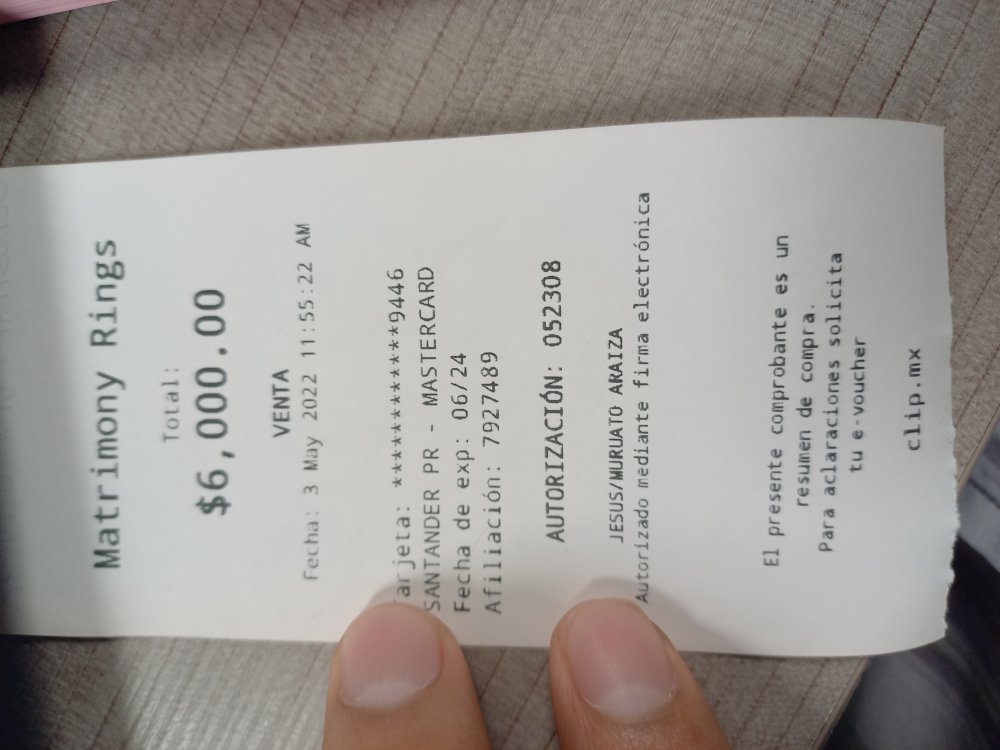 Matrimony Rings
Total:
$6,000.00
VENTA
Fecha: 3 May 2022 11:55:22 AM
Tarjeta: ************9446
SANTANDER PR - MASTERCARD
Fecha de exp: 06/24
Afiliación: 7927489
AUTORIZACIÓN: 052308
JESUS/MURUATO ARAIZA
Autorizado mediante firma electrónica
El presente comprobante es un
resumen de compra.
Para aclaraciones solicita
tu e-voucher
clip.mx